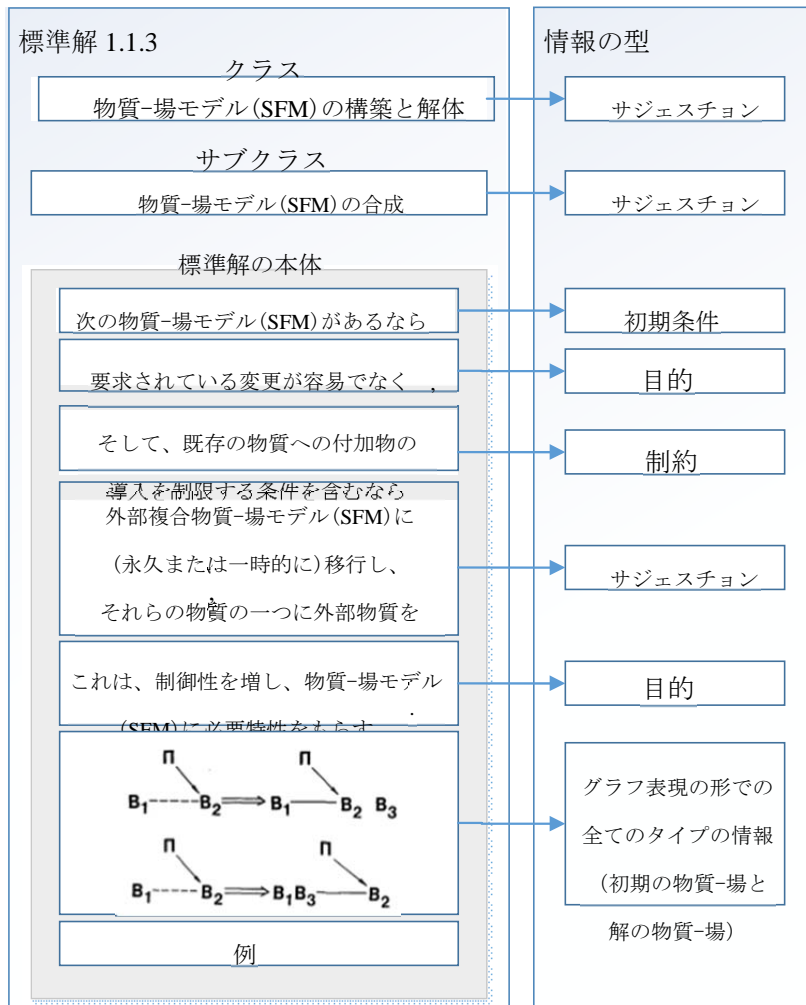 標準解 1.1.3
クラス
物質-場モデル(SFM)の構築と解体
サブクラス
物質-場モデル(SFM)の合成
標準解の本体
次の物質-場モデル(SFM)があるなら
要求されている変更が容易でなく ,
そして、既存の物質への付加物の
導入を制限する条件を含むなら
外部複合物質-場モデル(SFM)に
(永久または一時的に)移行し、
それらの物質の一つに外部物質を
これは、制御性を増し、物質-場モデル
(SFM)に必要特性をもらす
П П
B₁ B₂ B₁ B₂ B₃
П П
B₁ B₂ B₁B₃ B₂
例
情報の型
サジェスチョン
サジェスチョン
初期条件
目的
制約
サジェスチョン
目的
グラフ表現の形での
全てのタイプの情報
(初期の物質-場と
解の物質-場)